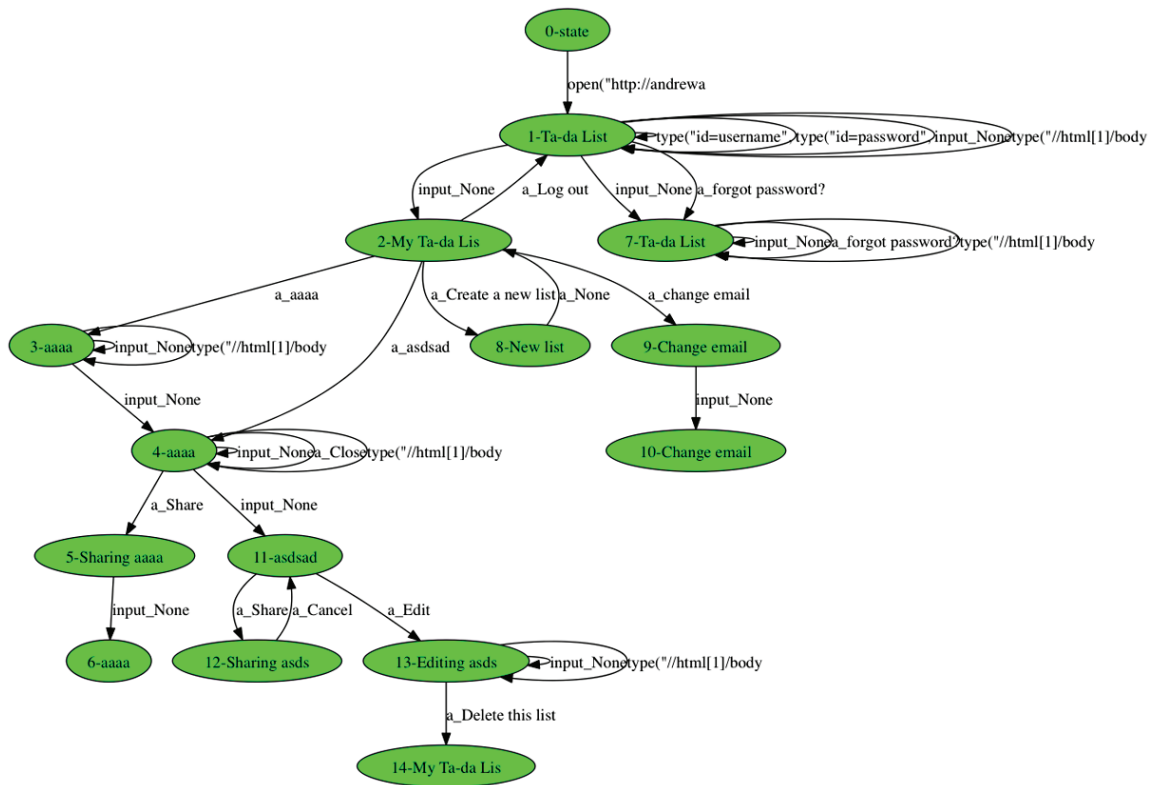 0-state
open("http://andrewa
1-Ta-da List
type("id=username", type("id=password", input_None type("//html[1]/body
input_None
a_Log out
input_None
a_forgot password?
2-My Ta-da Lis
7-Ta-da List
input_None a_forgot password? type("//html[1]/body
a_aaaa
a_Create a new list
a_None
a_change email
3-aaaa
input_None type("//html[1]/body
a_asdsad
8-New list
9-Change email
input_None
input_None
4-aaaa
input_None a_Close type("//html[1]/body
10-Change email
a_Share
input_None
5-Sharing aaaa
11-asdsad
input_None
a_Share
a_Cancel
a_Edit
6-aaaa
12-Sharing asds
13-Editing asds
input_None type("//html[1]/body
a_Delete this list
14-My Ta-da Lis